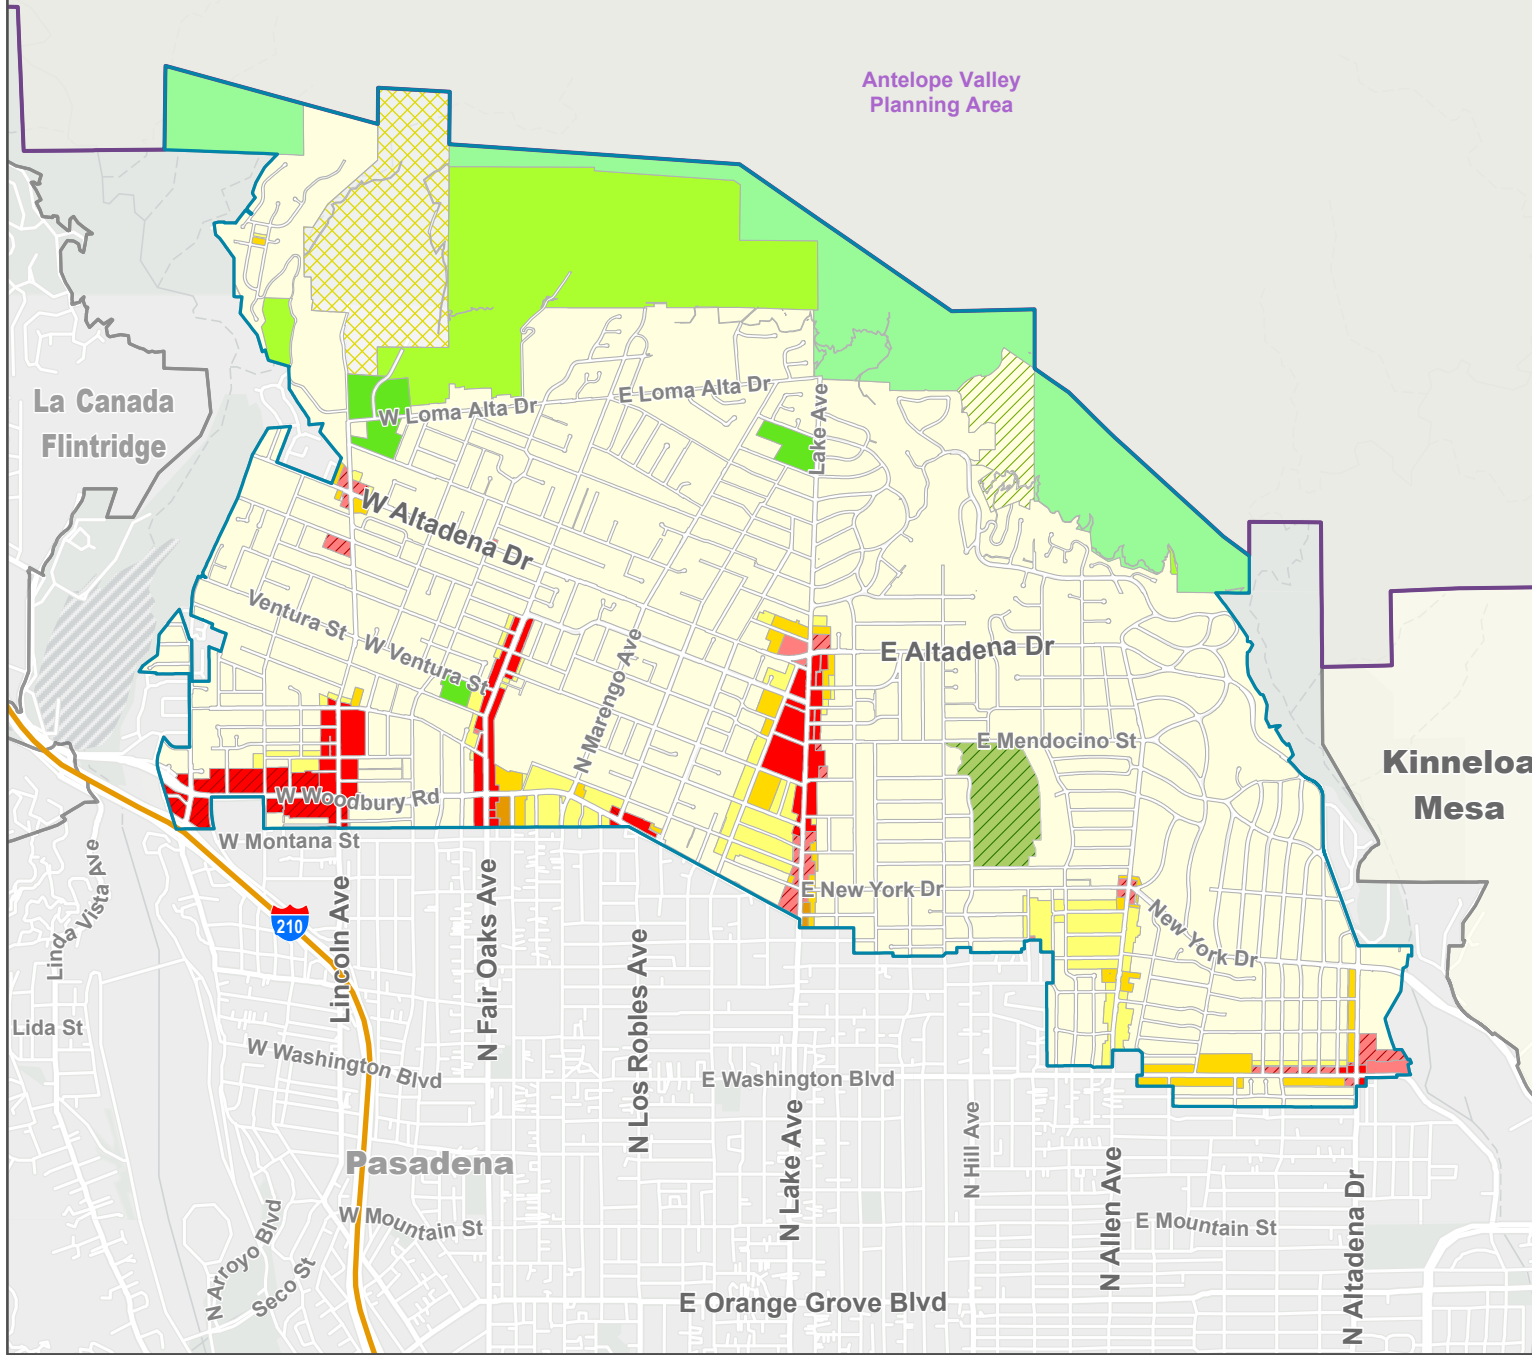 Antelope Valley
Planning Area
La Canada
Flintridge
W Loma Alta Dr
E Loma Alta Dr
Lake Ave
W Altadena Dr
Ventura St
W Ventura St
N Marengo Ave
E Altadena Dr
E Mendocino St
Kinneloa
Mesa
W Woodbury Rd
W Montana St
Linda Vista Ave
Lincoln Ave
210
N Fair Oaks Ave
N Los Robles Ave
E New York Dr
New York Dr
Lida St
W Washington Blvd
E Washington Blvd
N Lake Ave
N Hill Ave
N Allen Ave
N Altadena Dr
Pasadena
W Mountain St
E Mountain St
N Arroyo Blvd
Seco St
E Orange Grove Blvd